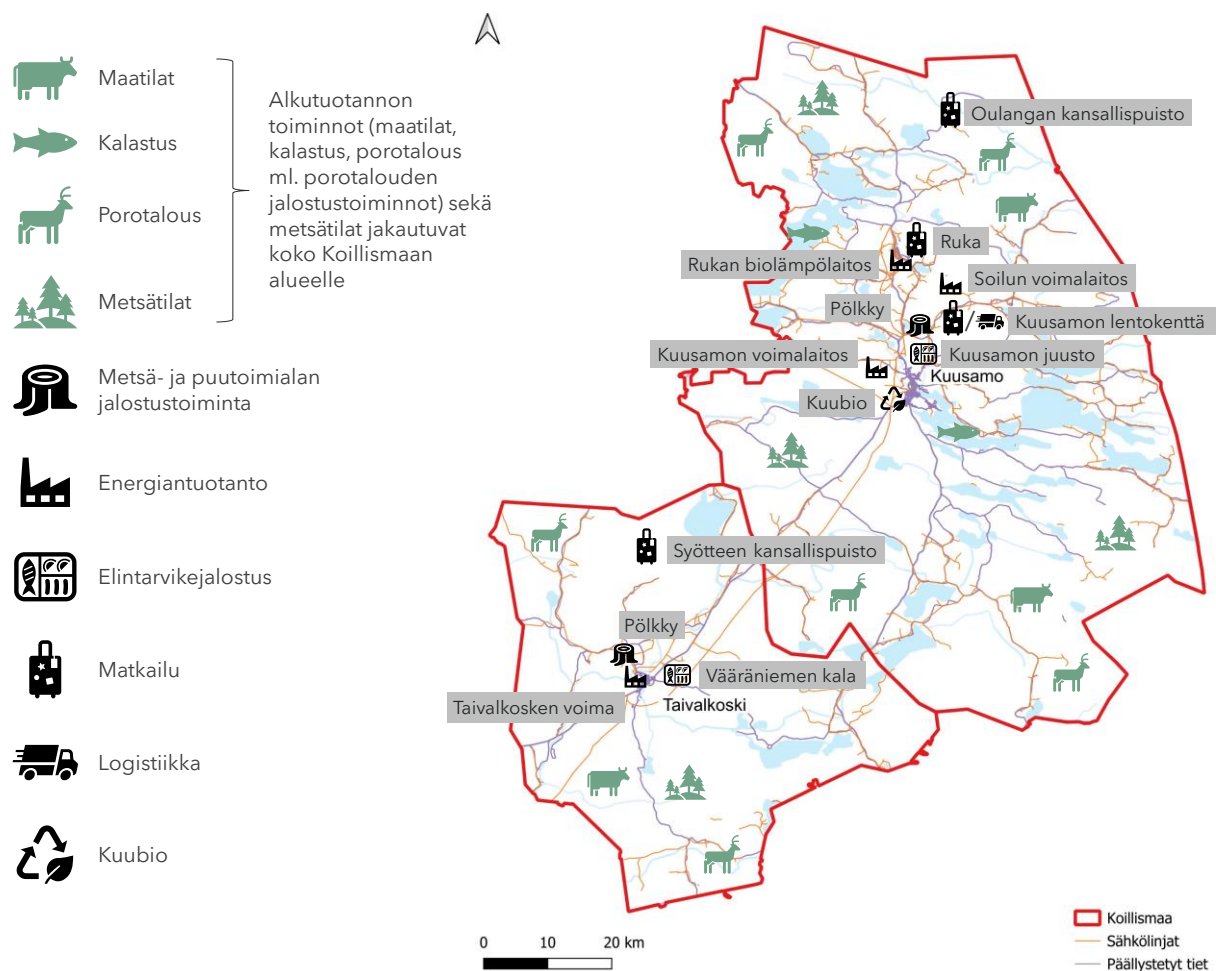 Maatilat
Kalastus
Porotalous
Metsätilat
Alkutuotannon
toiminnot (maatilat,
kalastus, porotalous
ml. porotalouden
jalostustoiminnot) sekä
metsätilat jakautuvat
koko Koillismaan
alueelle
Metsä- ja puutoimialan
jalostustoiminta
Energiantuotanto
Elintarvikejalostus
Matkailu
Logistiikka
Kuubio
Oulangan kansallispuisto
Ruka
Rukan biolämpölaitos
Soilun voimalaitos
Pölkky
/
Kuusamon lentokenttä
Kuusamon voimalaitos
Kuusamon juusto
Kuusamo
Kuubio
Syötteen kansallispuisto
Pölkky
Vääräniemen kala
Taivalkosken voima
Taivalkoski
0 10 20 km
Koillismaa
Sähkölinjat
Päällystetyt tiet